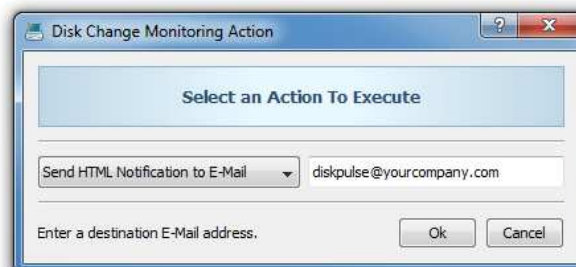 Disk Change Monitoring Action
Select an Action To Execute
Send HTML Notification to E-Mail diskpulse@yourcompany.com
Enter a destination E-Mail address. Ok Cancel